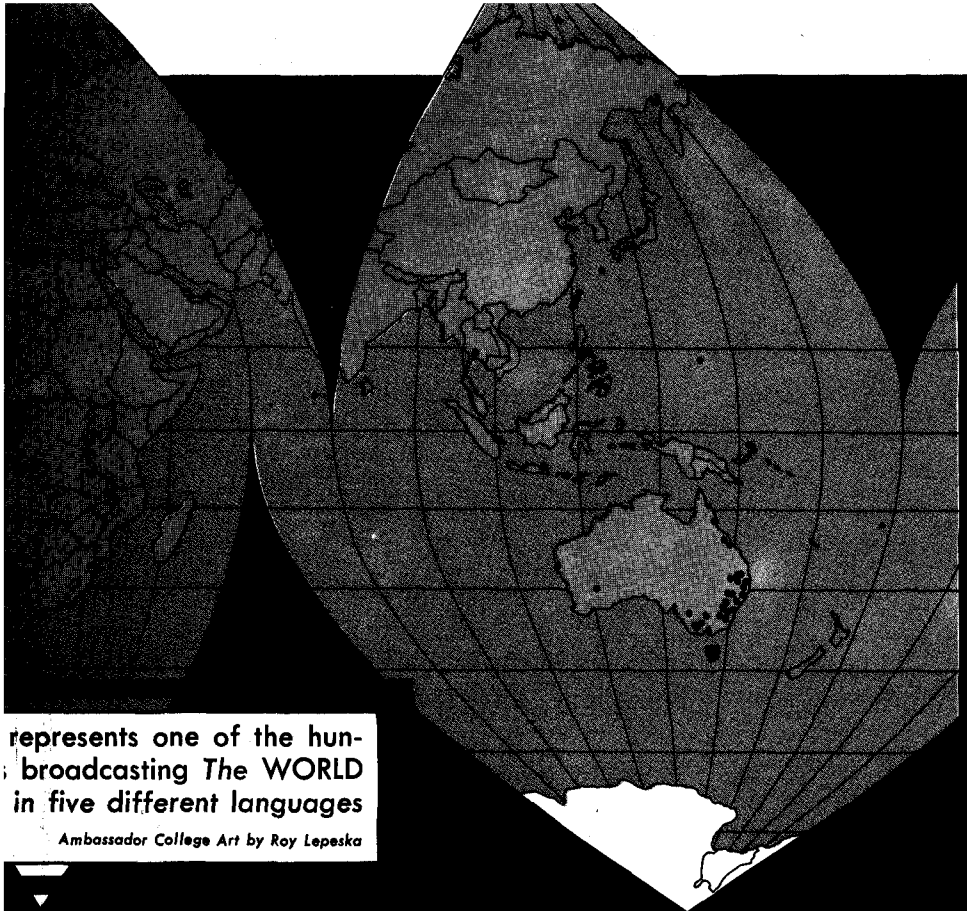 represents one of the hun-
broadcasting The WORLD
in five different languages
Ambassador College Art by Roy Lepeska